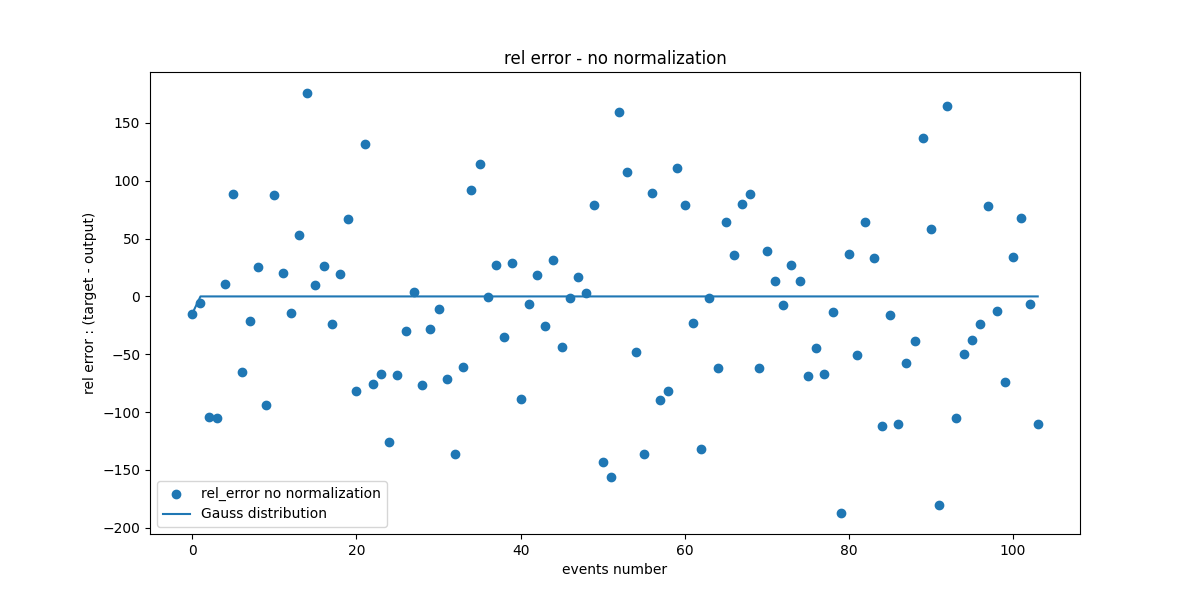 rel error - no normalization
rel error : (target - output)
150
100
50
0
−50
−100
−150
−200
rel_error no normalization
Gauss distribution
0 20 40 60 80 100
events number